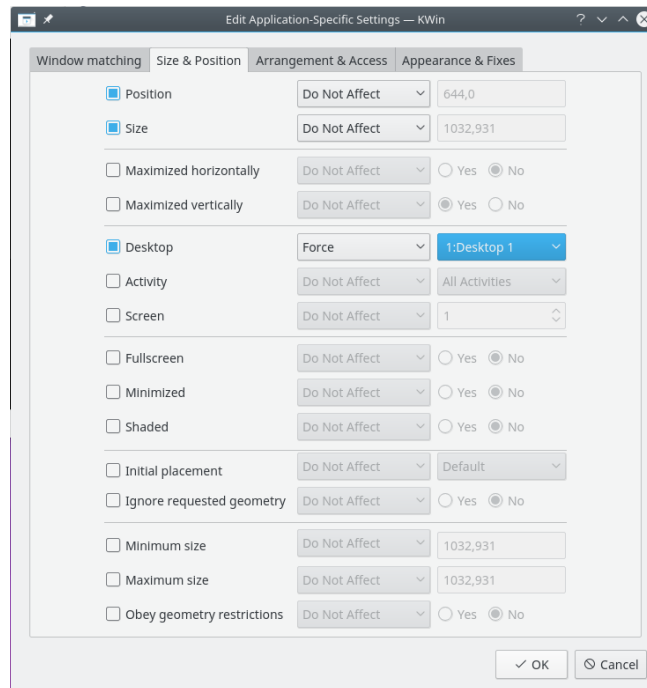 Edit Application-Specific Settings — KWin
Window matching Size & Position Arrangement & Access Appearance & Fixes
Position Do Not Affect 644,0
Size Do Not Affect 1032,931
Maximized horizontally Do Not Affect Yes No
Maximized vertically Do Not Affect Yes No
Desktop Force 1:Desktop 1
Activity Do Not Affect All Activities
Screen Do Not Affect 1
Fullscreen Do Not Affect Yes No
Minimized Do Not Affect Yes No
Shaded Do Not Affect Yes No
Initial placement Do Not Affect Default
Ignore requested geometry Do Not Affect Yes No
Minimum size Do Not Affect 1032,931
Maximum size Do Not Affect 1032,931
Obey geometry restrictions Do Not Affect Yes No
OK Cancel